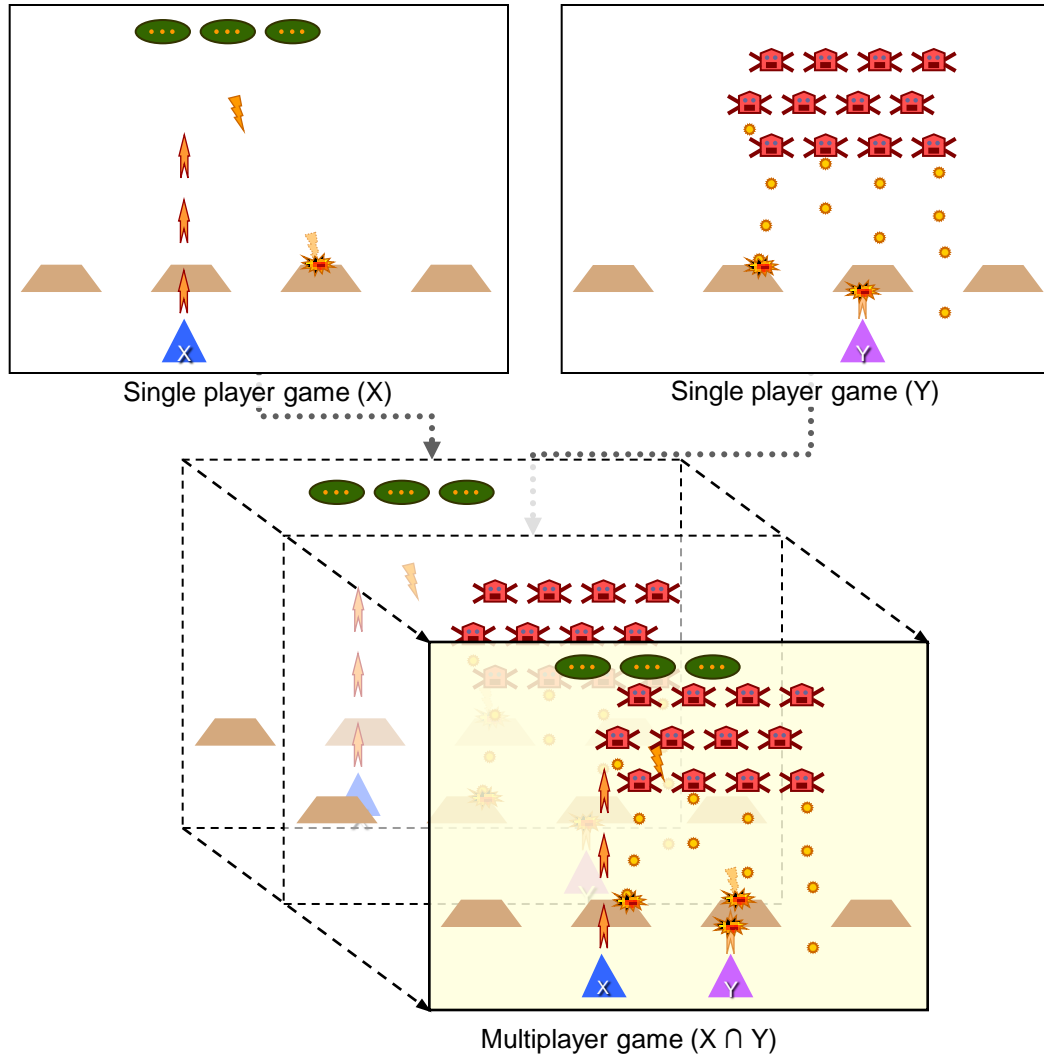 X
Y
Single player game (X)
Single player game (Y)
X
Y
Multiplayer game (X ∩ Y)